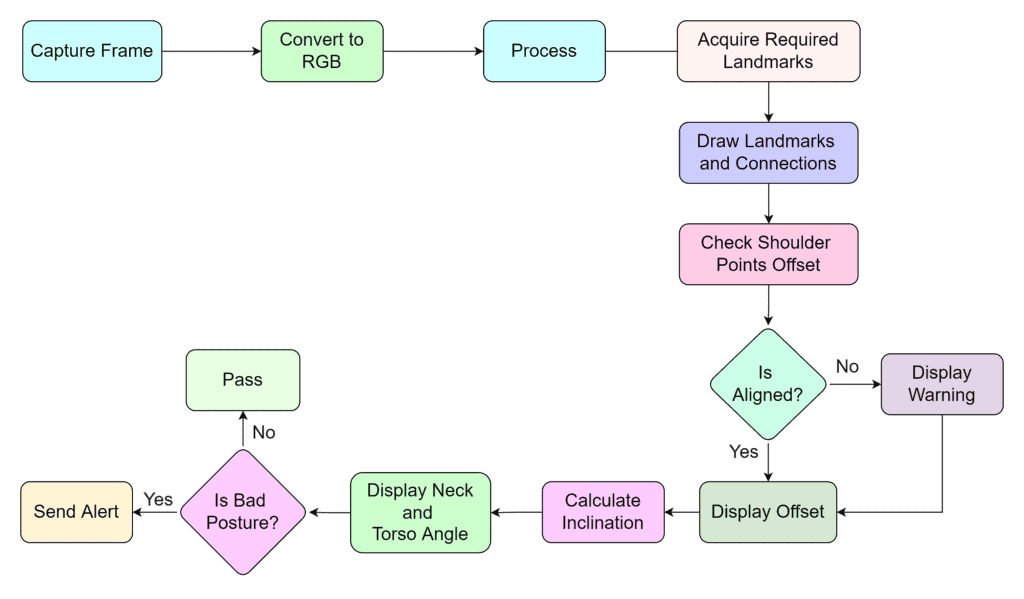 Capture Frame
Convert to
RGB
Process
Acquire Required
Landmarks
Draw Landmarks
and Connections
Check Shoulder
Points Offset
Is
Aligned?
No
Display
Warning
Yes
Display Offset
Calculate
Inclination
Display Neck
and
Torso Angle
Is Bad
Posture?
No
Pass
Yes
Send Alert